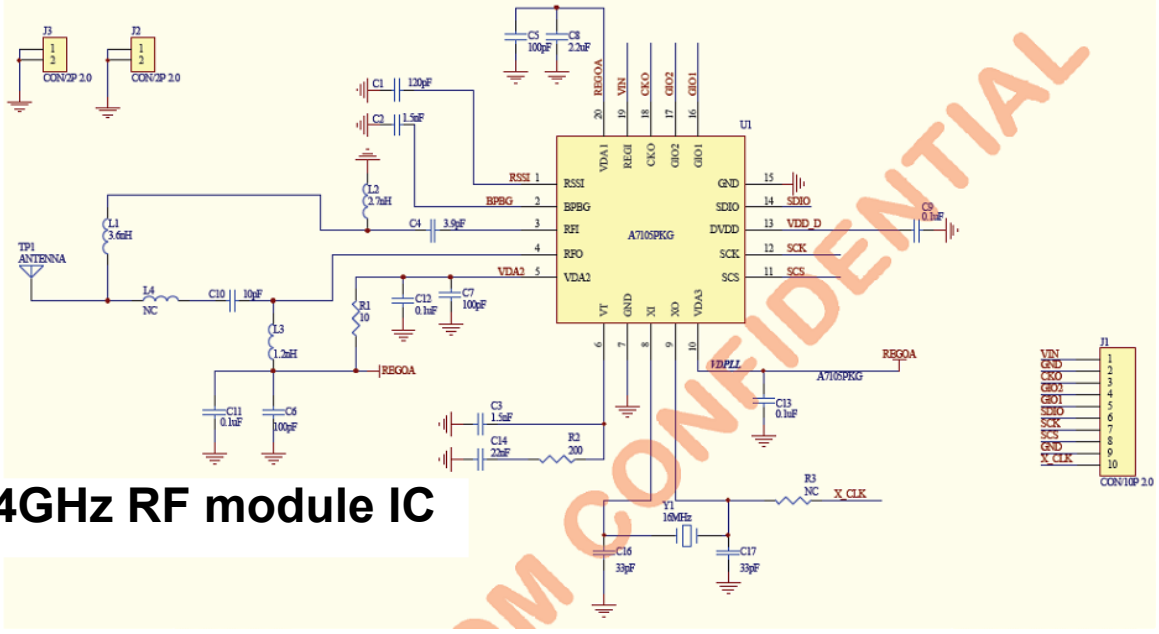 J3
1
2
CON/2P 2.0
J2
1
2
CON/2P 2.0
C5
100pF
C8
2.2uF
C1
120pF
C2
1.5nF
REGOA
VIN
CKO
GIO2
GIO1
20
19
18
17
16
U1
VDA1
REGI
CKO
GIO2
GIO1
RSSI 1 RSSI
BPBG 2 BPBG
3 RFI
4 RFO
VDA2 5 VDA2
A7105PKG
GND 15
SDIO 14 SDIO
DVDD 13 VDD_D
SCK 12 SCK
SCS 11 SCS
C9
0.1uF
VT
GND
XI
XO
VDA3
6
7
8
9
10
L2
2.7nH
C4 3.9pF
L1
3.6nH
TP1
ANTENNA
L4
NC
C10 10pF
L3
1.2nH
R1
10
C12
0.1uF
C7
100pF
REGOA
C11
0.1uF
C6
100pF
C3
1.5nF
C14
22nF
R2
200
VDPLL
REGOA
A7105PKG
C13
0.1uF
R3
NC
X_CLK
Y1
16MHz
C16
33pF
C17
33pF
J1
VIN 1
GND 2
CKO 3
GIO2 4
GIO1 5
SDIO 6
SCK 7
SCS 8
GND 9
X_CLK 10
CON/10P 2.0
4GHz RF module IC
OM CONFIDENTIAL